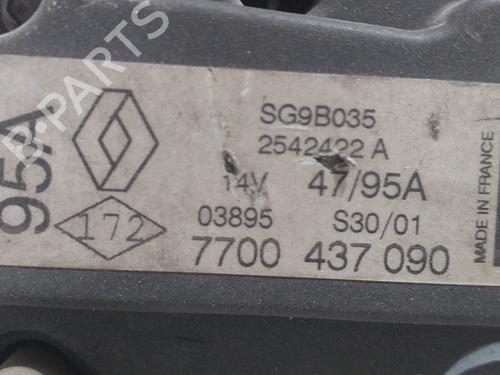 95A
SG9B035
2542422 A
14V 47/95A
172
03895 S30/01
7700 437 090
MADE IN FRANCE
B-PARTS